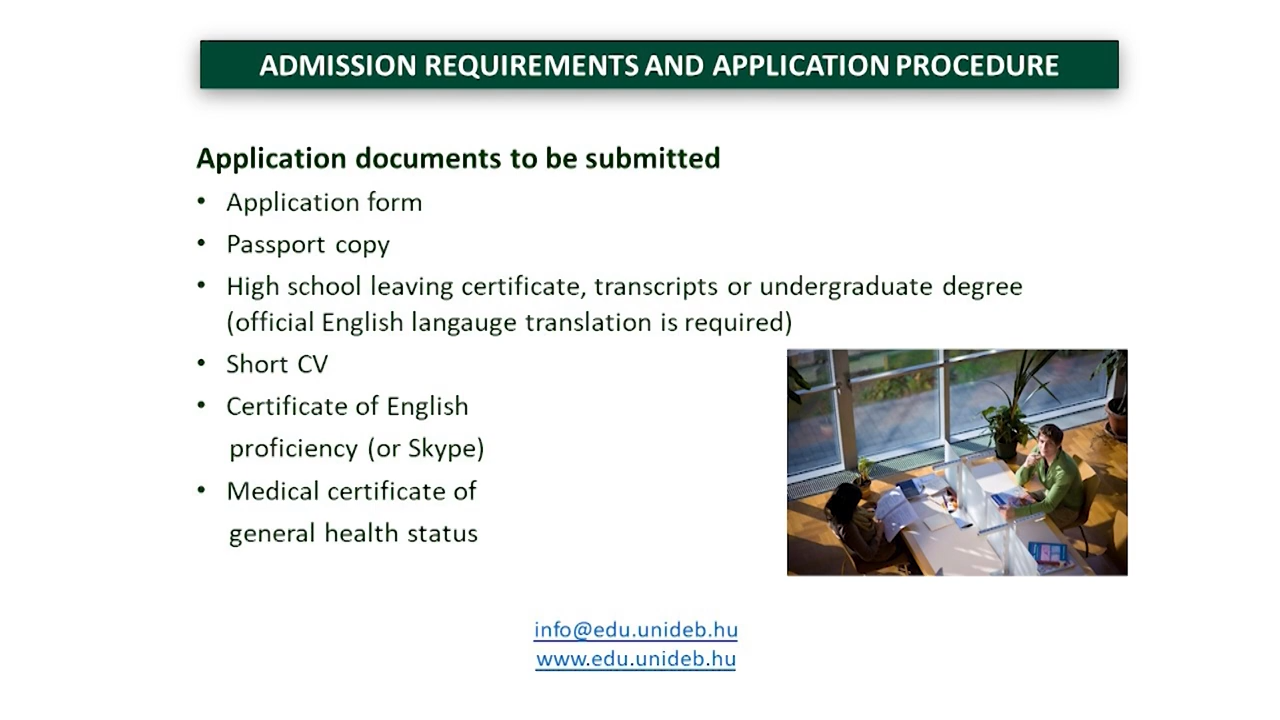 ADMISSION REQUIREMENTS AND APPLICATION PROCEDURE
Application documents to be submitted
• Application form
• Passport copy
• High school leaving certificate, transcripts or undergraduate degree
(official English langauge translation is required)
• Short CV
• Certificate of English
proficiency (or Skype)
• Medical certificate of
general health status
info@edu.unideb.hu
www.edu.unideb.hu